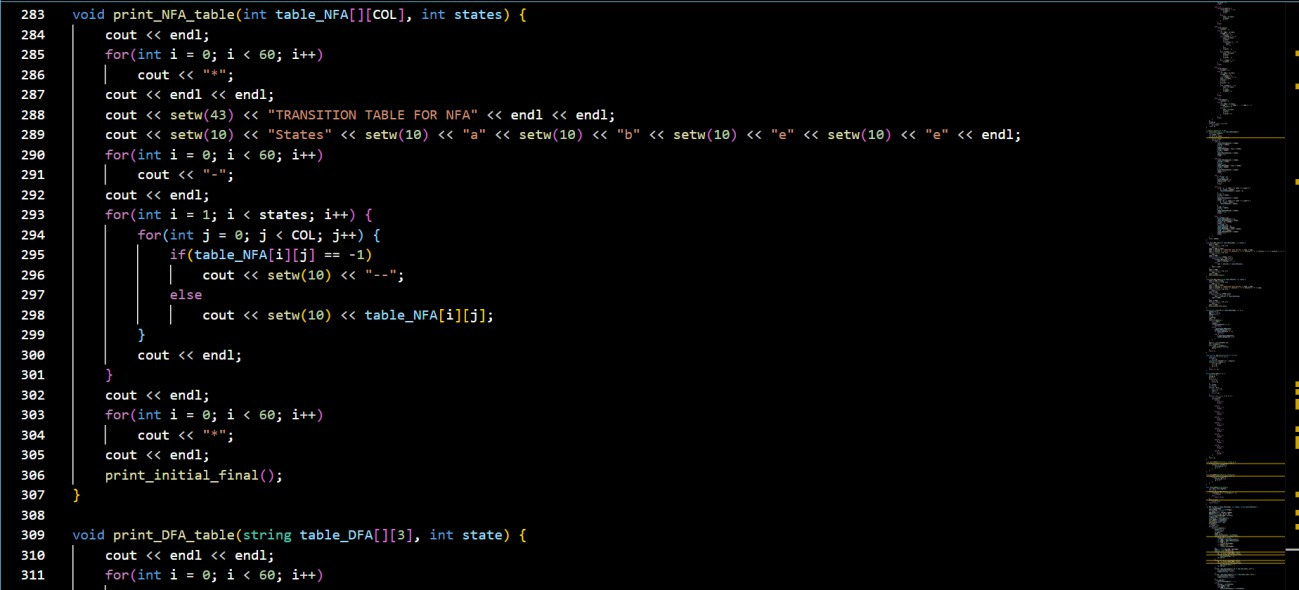 283 void print_NFA_table(int table_NFA[][COL], int states) {
284     cout << endl;
285     for(int i = 0; i < 60; i++)
286         cout << "*";
287     cout << endl << endl;
288     cout << setw(43) << "TRANSITION TABLE FOR NFA" << endl << endl;
289     cout << setw(10) << "States" << setw(10) << "a" << setw(10) << "b" << setw(10) << "e" << setw(10) << "e" << endl;
290     for(int i = 0; i < 60; i++)
291         cout << "-";
292     cout << endl;
293     for(int i = 1; i < states; i++) {
294         for(int j = 0; j < COL; j++) {
295             if(table_NFA[i][j] == -1)
296                 cout << setw(10) << "--";
297             else
298                 cout << setw(10) << table_NFA[i][j];
299         }
300         cout << endl;
301     }
302     cout << endl;
303     for(int i = 0; i < 60; i++)
304         cout << "*";
305     cout << endl;
306     print_initial_final();
307 }
308
309 void print_DFA_table(string table_DFA[][3], int state) {
310     cout << endl << endl;
311     for(int i = 0; i < 60; i++)